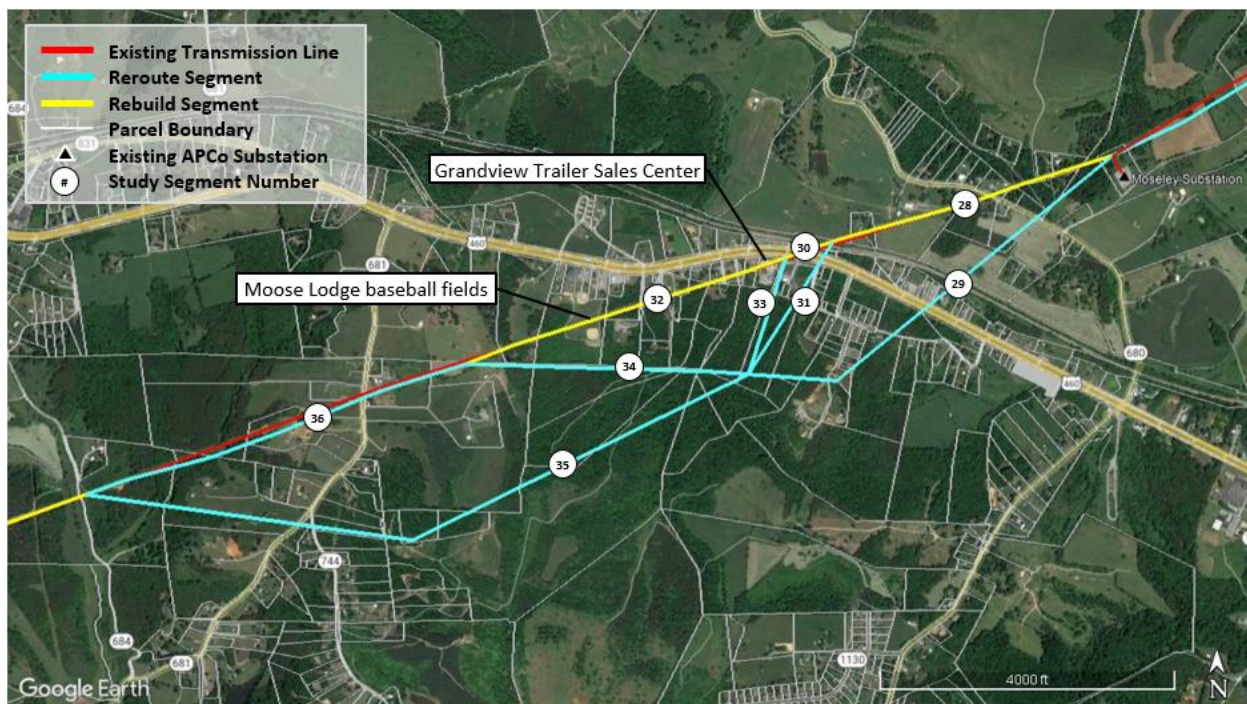 Existing Transmission Line
Reroute Segment
Rebuild Segment
Parcel Boundary
Existing APCo Substation
# Study Segment Number
684
831
Grandview Trailer Sales Center
Moseley Substation
28
460
681
30
Moose Lodge baseball fields
32
33
31
29
680
34
460
36
35
744
684
681
1130
4000 ft
Google Earth
N